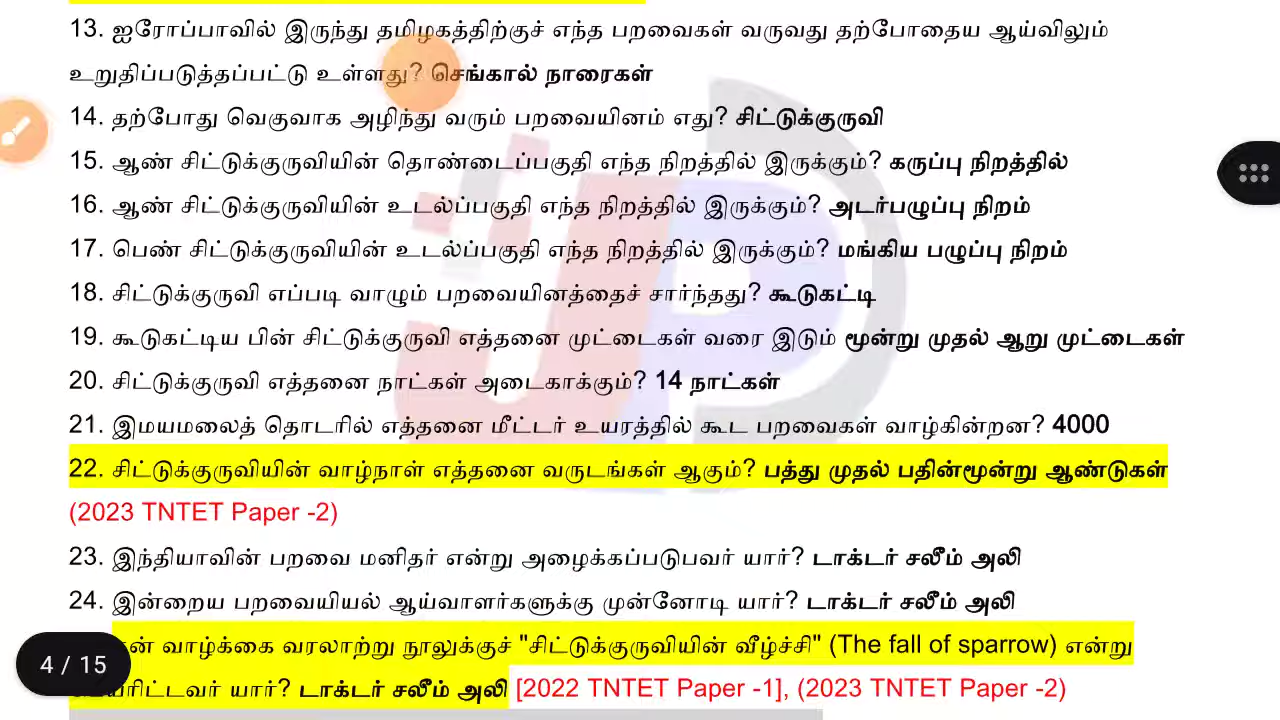 13. ஐரோப்பாவில் இருந்து தமிழகத்திற்குச் எந்த பறவைகள் வருவது தற்போதைய ஆய்விலும்
உறுதிப்படுத்தப்பட்டு உள்ளது? செங்கால் நாரைகள்
14. தற்போது வெகுவாக அழிந்து வரும் பறவையினம் எது? சிட்டுக்குருவி
15. ஆண் சிட்டுக்குருவியின் தொண்டைப்பகுதி எந்த நிறத்தில் இருக்கும்? கருப்பு நிறத்தில்
16. ஆண் சிட்டுக்குருவியின் உடல்ப்பகுதி எந்த நிறத்தில் இருக்கும்? அடர்பழுப்பு நிறம்
17. பெண் சிட்டுக்குருவியின் உடல்ப்பகுதி எந்த நிறத்தில் இருக்கும்? மங்கிய பழுப்பு நிறம்
18. சிட்டுக்குருவி எப்படி வாழும் பறவையினத்தைச் சார்ந்தது? கூடுகட்டி
19. கூடுகட்டிய பின் சிட்டுக்குருவி எத்தனை முட்டைகள் வரை இடும் மூன்று முதல் ஆறு முட்டைகள்
20. சிட்டுக்குருவி எத்தனை நாட்கள் அடைகாக்கும்? 14 நாட்கள்
21. இமயமலைத் தொடரில் எத்தனை மீட்டர் உயரத்தில் கூட பறவைகள் வாழ்கின்றன? 4000
22. சிட்டுக்குருவியின் வாழ்நாள் எத்தனை வருடங்கள் ஆகும்? பத்து முதல் பதின்மூன்று ஆண்டுகள்
(2023 TNTET Paper -2)
23. இந்தியாவின் பறவை மனிதர் என்று அழைக்கப்படுபவர் யார்? டாக்டர் சலீம் அலி
24. இன்றைய பறவையியல் ஆய்வாளர்களுக்கு முன்னோடி யார்? டாக்டர் சலீம் அலி
வாழ்க்கை வரலாற்று நூலுக்குச் "சிட்டுக்குருவியின் வீழ்ச்சி" (The fall of sparrow) என்று
யார்? டாக்டர் சலீம் அலி [2022 TNTET Paper -1], (2023 TNTET Paper -2)
4 / 15